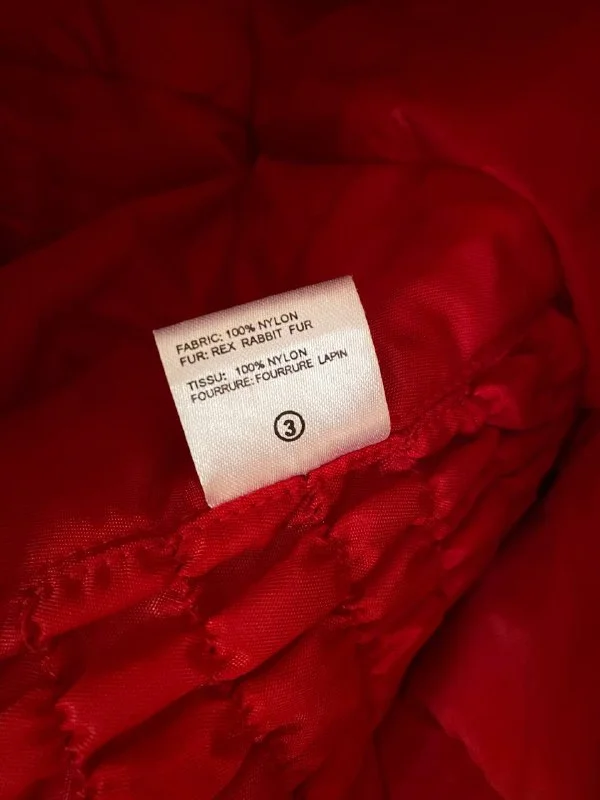 FABRIC: 100% NYLON
FUR: REX RABBIT FUR
TISSU: 100% NYLON
FOURRURE: FOURRURE LAPIN
3